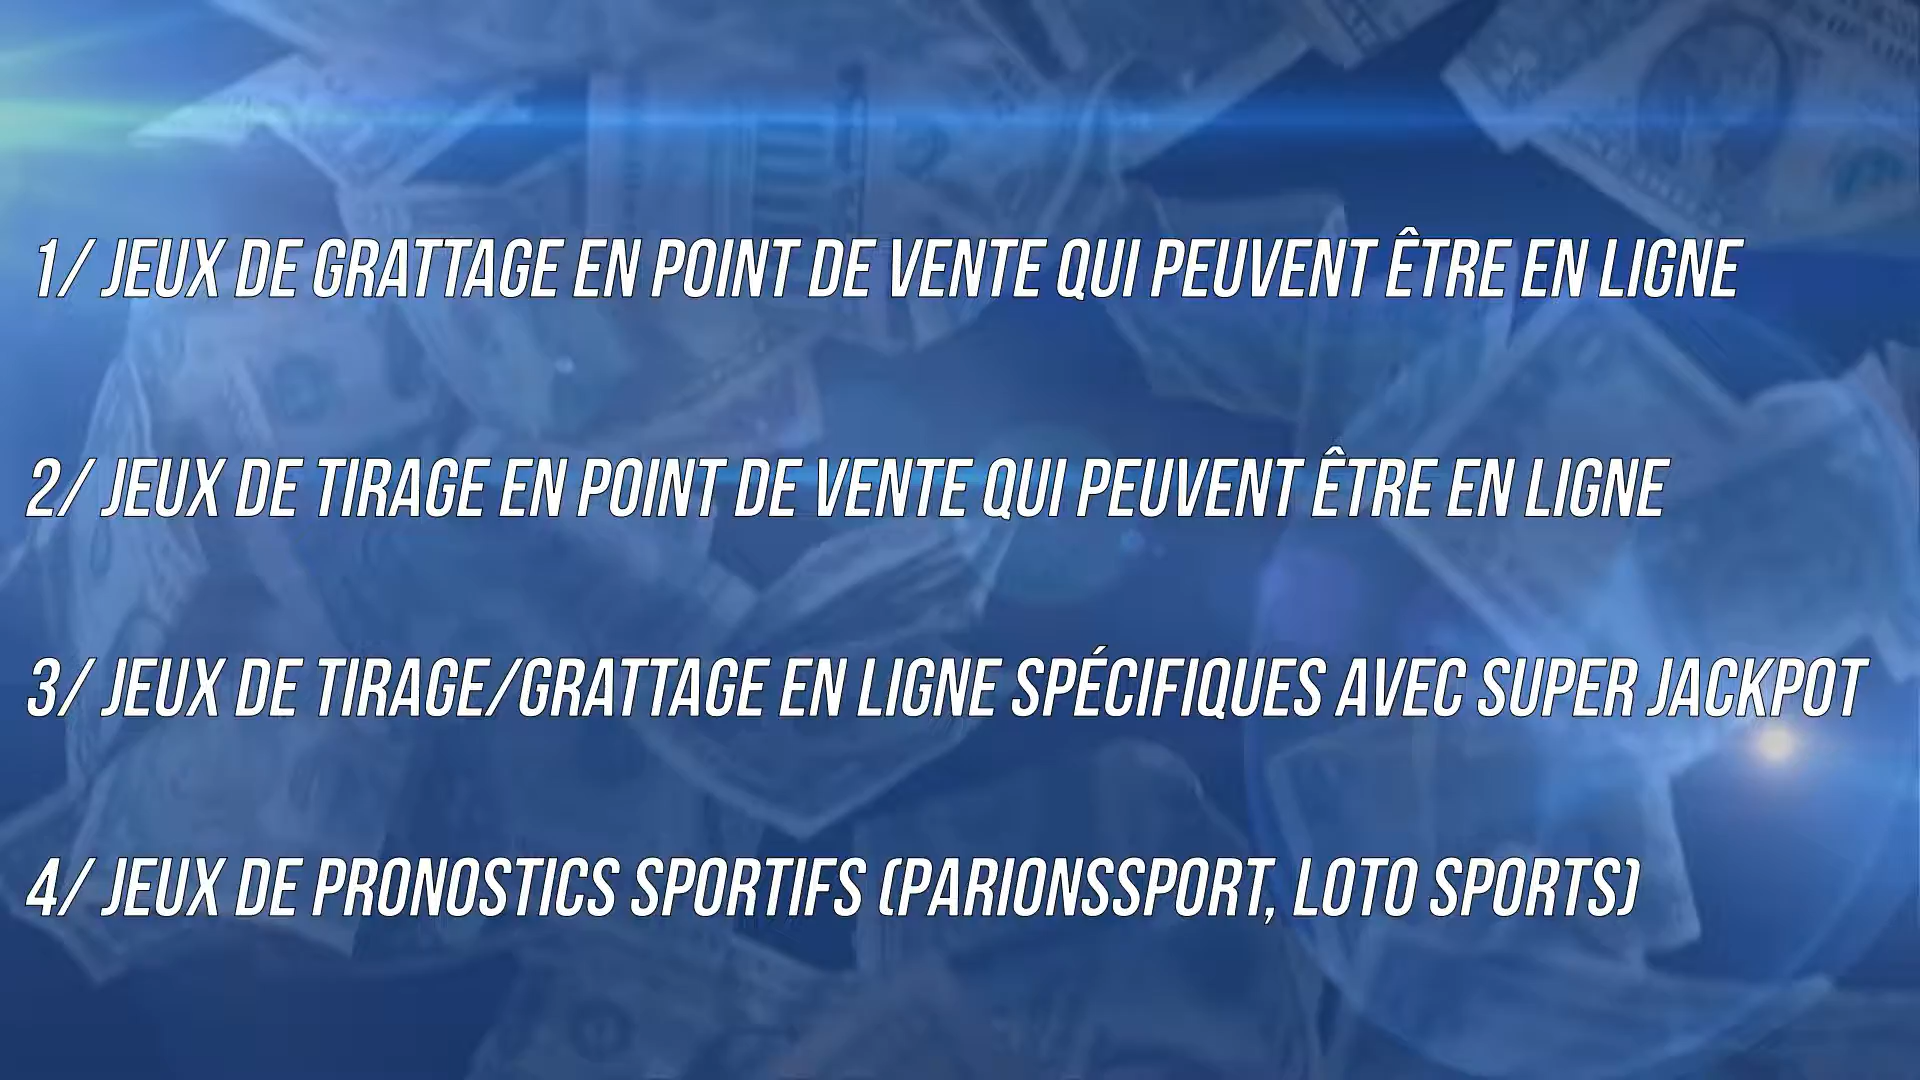 1/ JEUX DE GRATTAGE EN POINT DE VENTE QUI PEUVENT ÊTRE EN LIGNE
2/ JEUX DE TIRAGE EN POINT DE VENTE QUI PEUVENT ÊTRE EN LIGNE
3/ JEUX DE TIRAGE/GRATTAGE EN LIGNE SPÉCIFIQUES AVEC SUPER JACKPOT
4/ JEUX DE PRONOSTICS SPORTIFS (PARIONSSPORT, LOTO SPORTS)